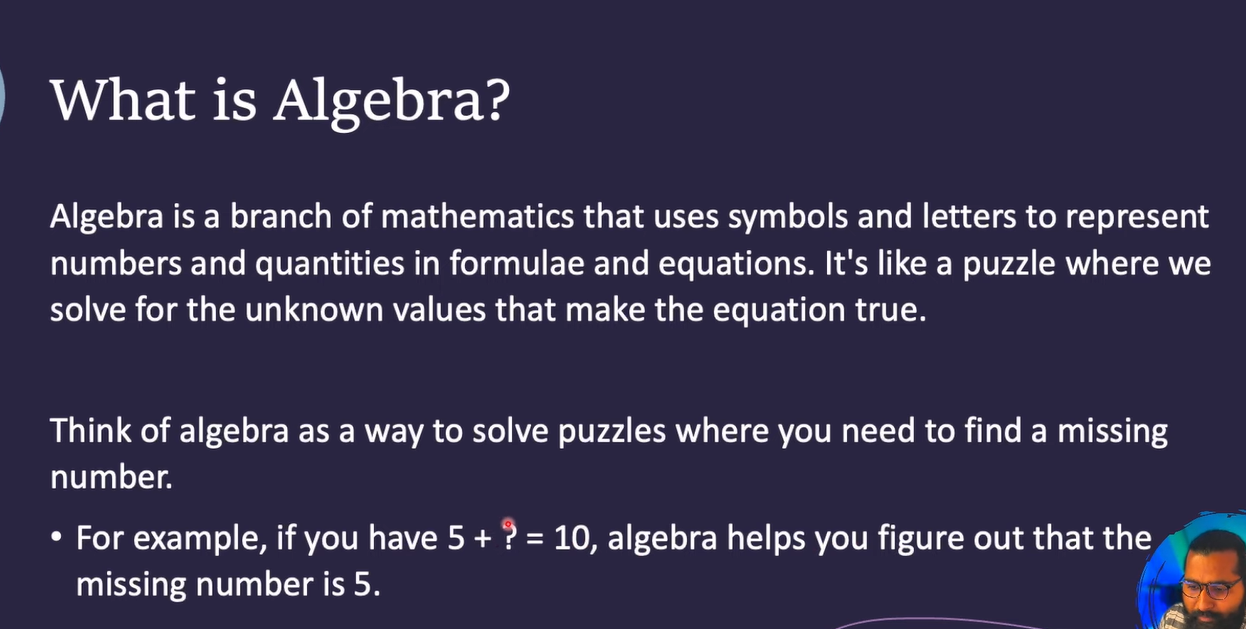 What is Algebra?
Algebra is a branch of mathematics that uses symbols and letters to represent
numbers and quantities in formulae and equations. It's like a puzzle where we
solve for the unknown values that make the equation true.
Think of algebra as a way to solve puzzles where you need to find a missing
number.
• For example, if you have 5 + ? = 10, algebra helps you figure out that the
missing number is 5.